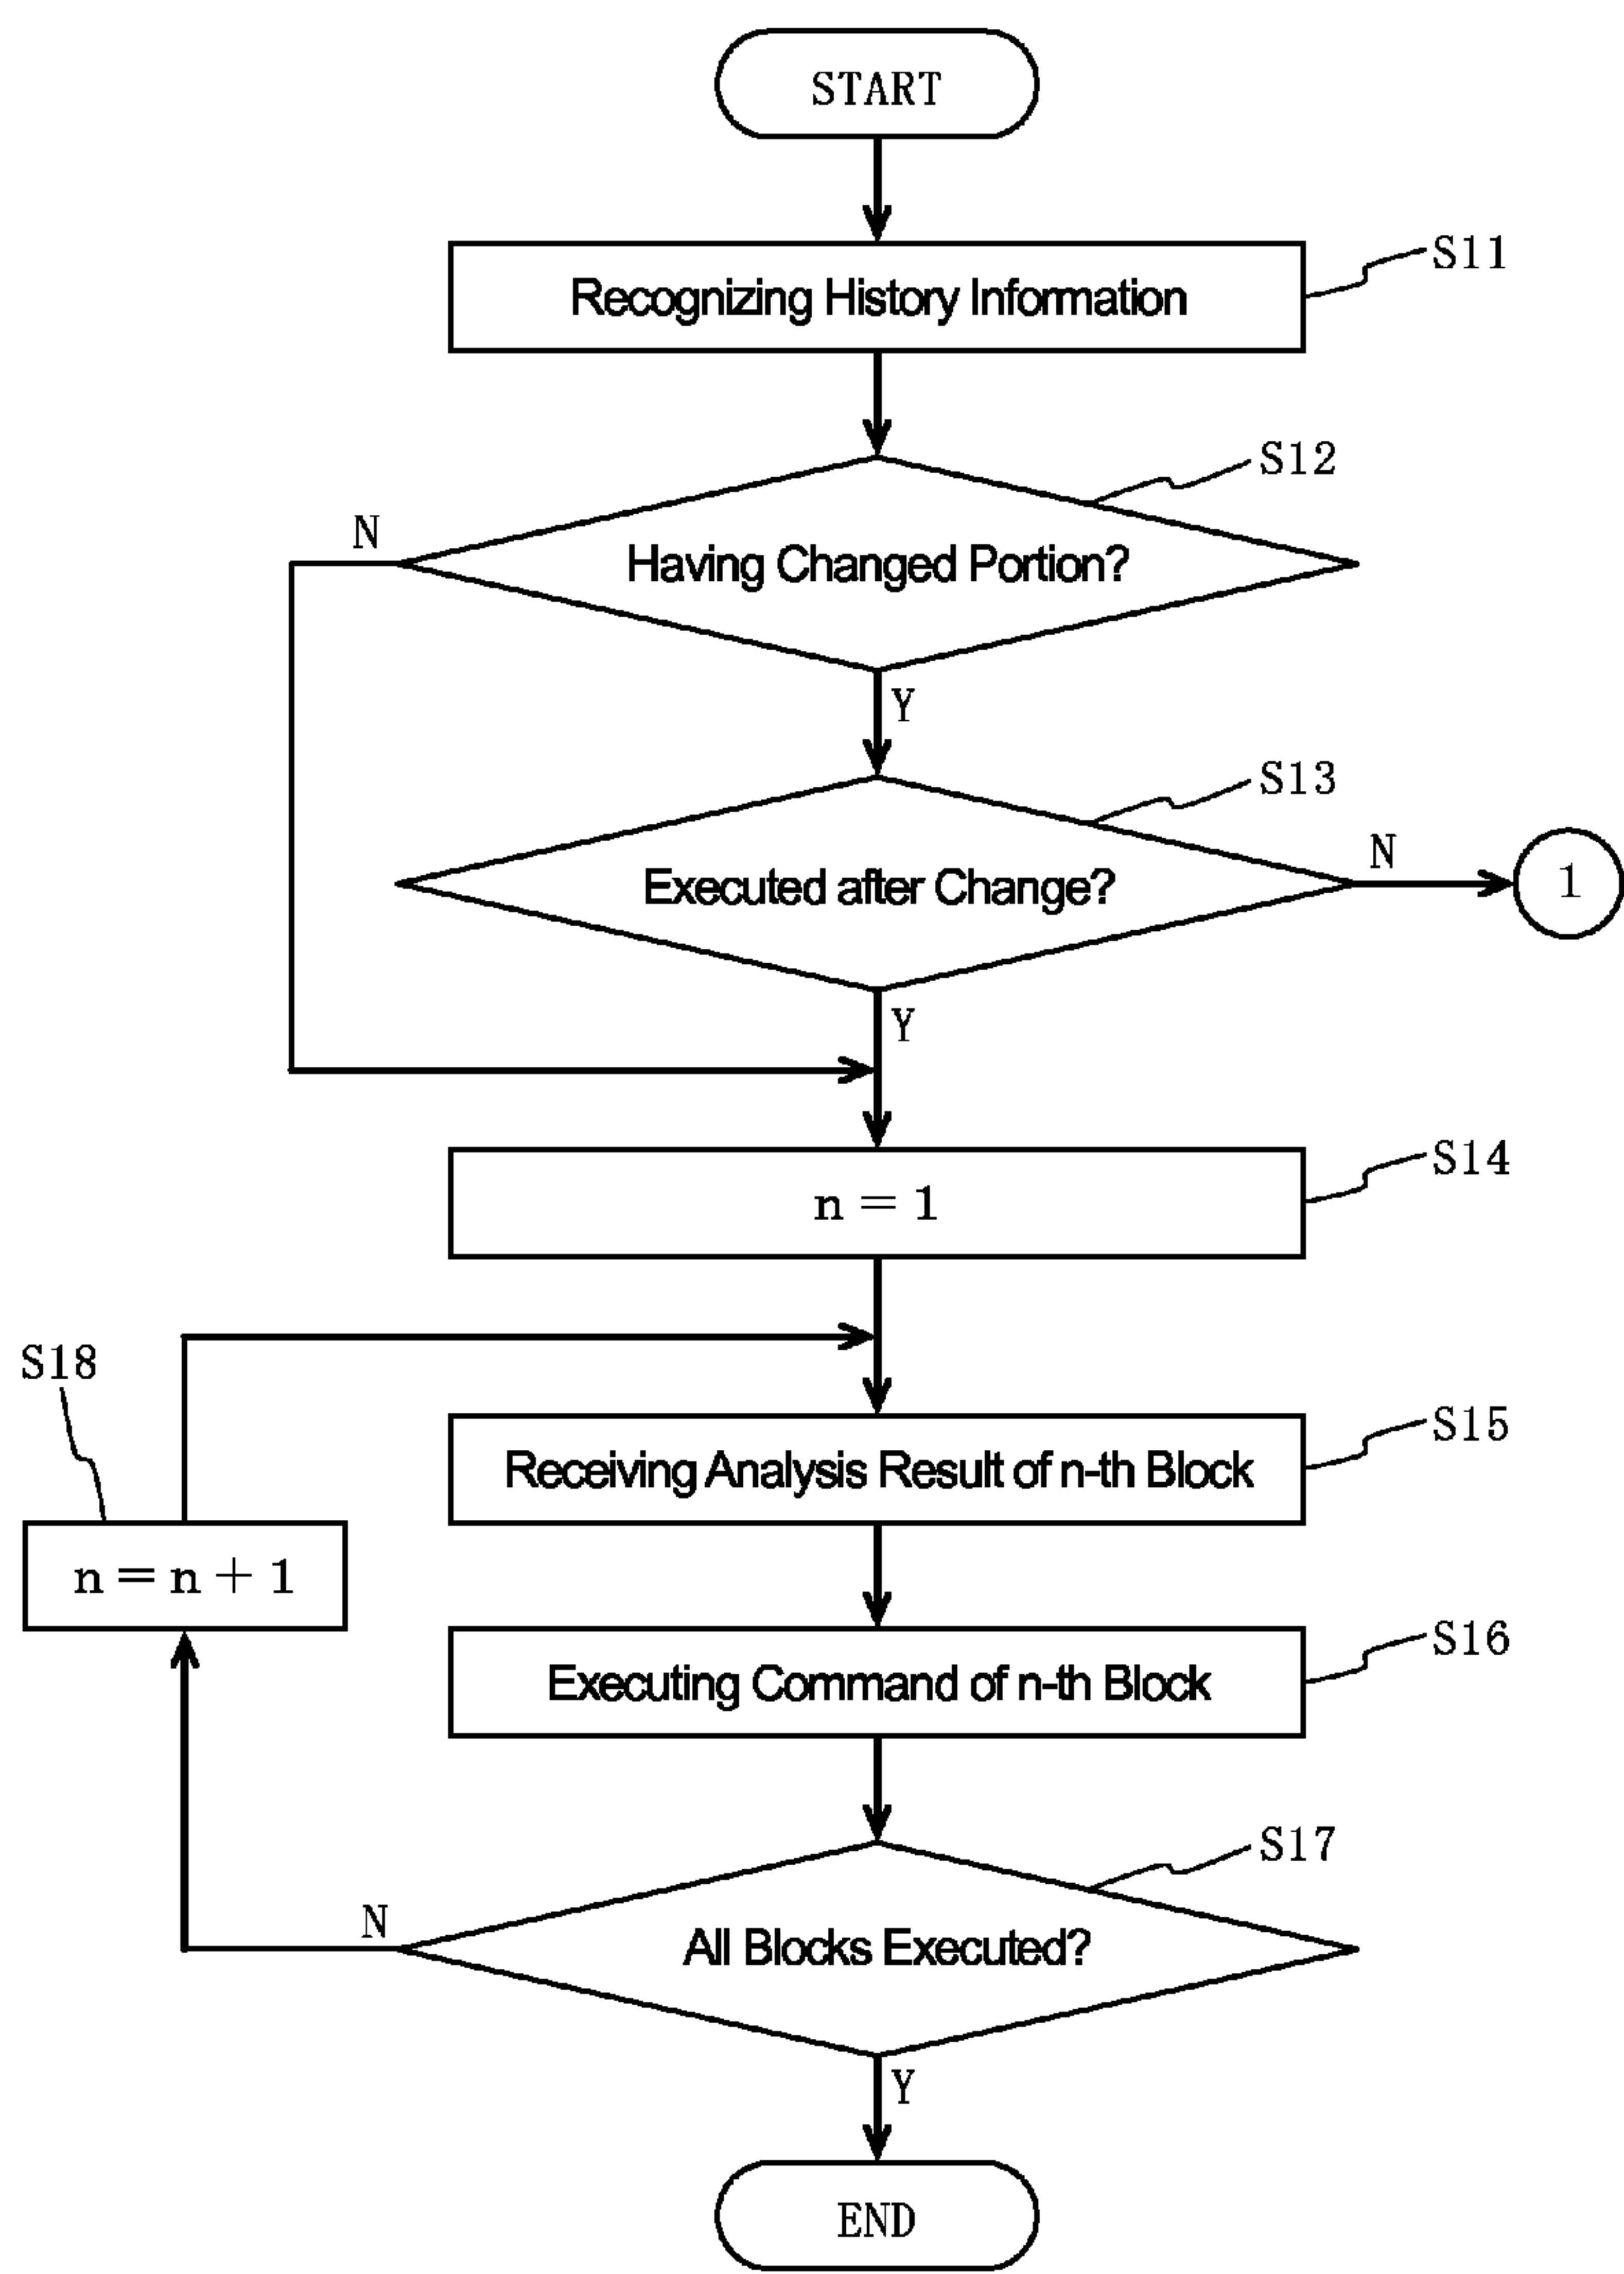 START
S11
Recognizing History Information
S12
N
Having Changed Portion?
Y
S13
N
Executed after Change?
1
Y
S14
n = 1
S18
S15
Receiving Analysis Result of n-th Block
n = n + 1
S16
Executing Command of n-th Block
S17
N
All Blocks Executed?
Y
END